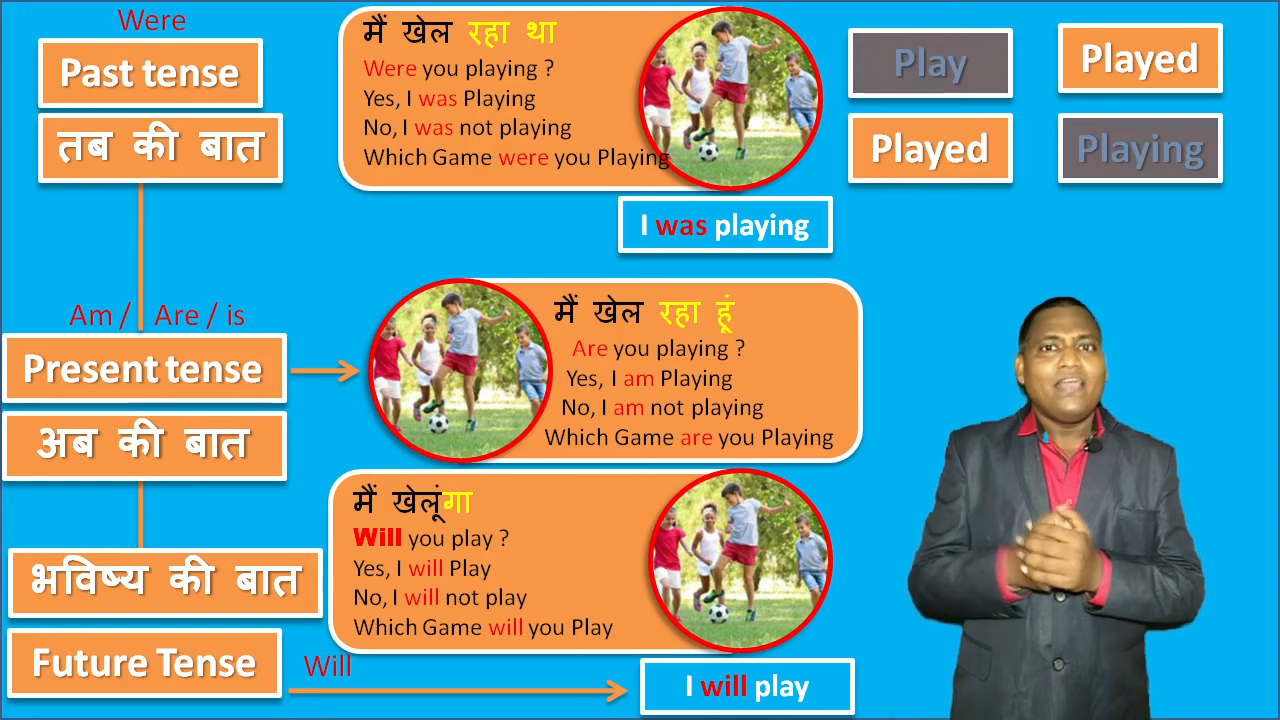 Were
Past tense
तब की बात
मैं खेल रहा था
Were you playing ?
Yes, I was Playing
No, I was not playing
Which Game were you Playing
I was playing
Play
Played
Played
Playing
Am / Are / is
Present tense
अब की बात
मैं खेल रहा हूं
Are you playing ?
Yes, I am Playing
No, I am not playing
Which Game are you Playing
भविष्य की बात
Future Tense
Will
मैं खेलूंगा
Will you play ?
Yes, I will Play
No, I will not play
Which Game will you Play
I will play